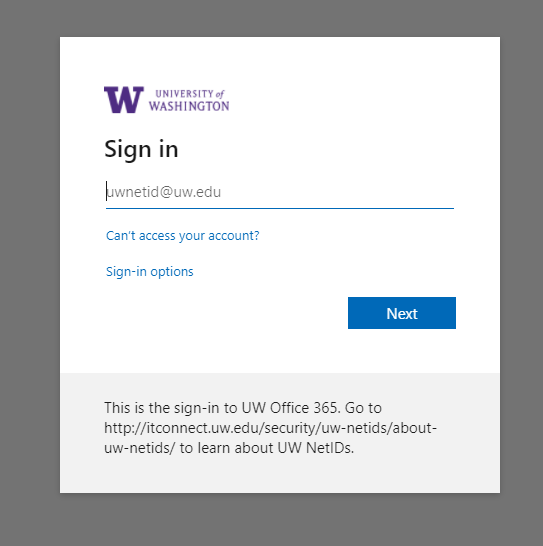 W UNIVERSITY of
WASHINGTON
Sign in
uwnetid@uw.edu
Can't access your account?
Sign-in options
Next
This is the sign-in to UW Office 365. Go to
http://itconnect.uw.edu/security/uw-netids/about-
uw-netids/ to learn about UW NetIDs.